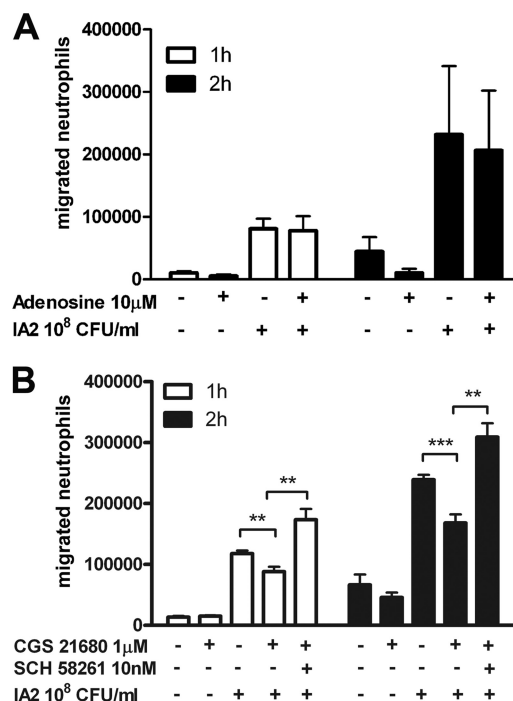 A
400000
300000
200000
100000
0
migrated neutrophils
1h
2h
Adenosine 10μM - + - + - + - +
IA2 10⁸ CFU/ml - - + + - - + +
B
400000
300000
200000
100000
0
migrated neutrophils
1h
2h
** ** *** **
CGS 21680 1μM - + - + + - + - + +
SCH 58261 10nM - - - - + - - - - +
IA2 10⁸ CFU/ml - - + + + - - + + +